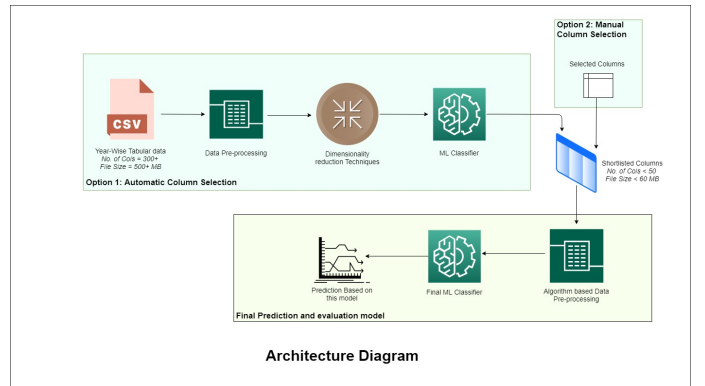 Option 2: Manual
Column Selection
Selected Columns
CSV
Year-Wise Tabular data
No. of Cols = 300+
File Size = 500+ MB
Data Pre-processing
Dimensionality
reduction Techniques
ML Classifier
Option 1: Automatic Column Selection
Shortlisted Columns
No. of Cols < 50
File Size < 60 MB
Prediction Based on
this model
Final ML Classifier
Algorithm based Data
Pre-processing
Final Prediction and evaluation model
Architecture Diagram